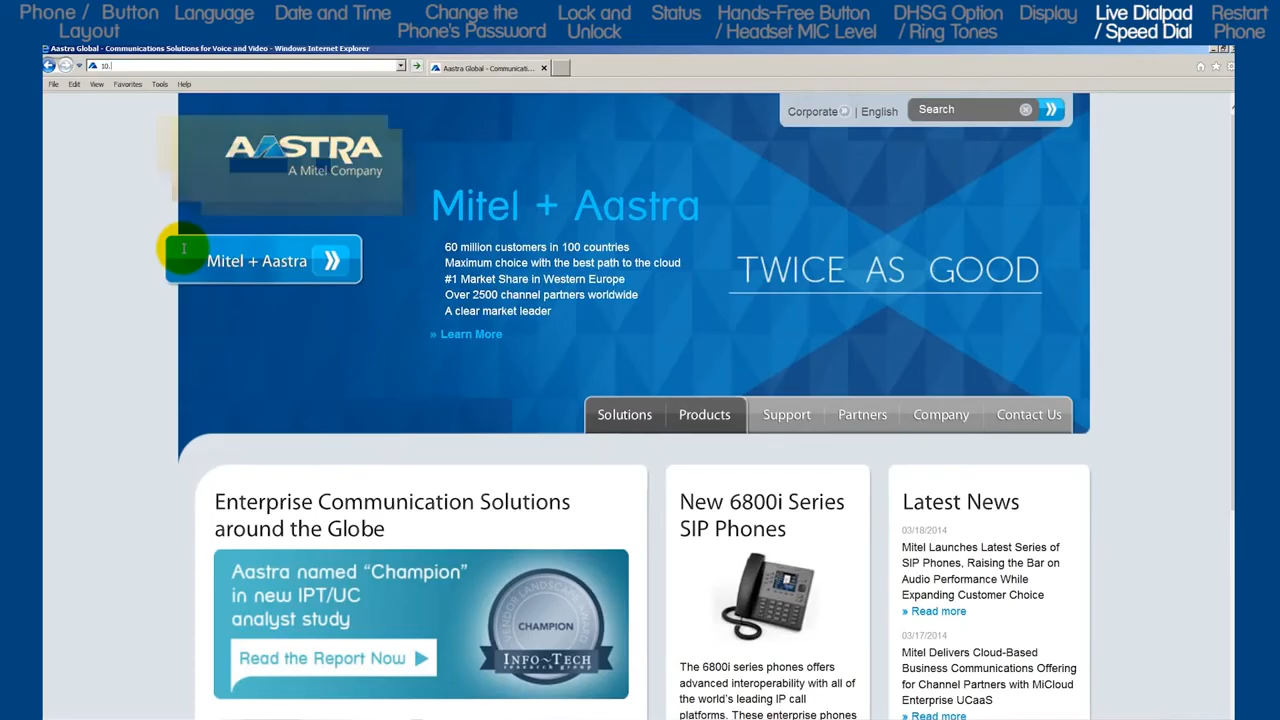 Phone / Button
Layout
Language
Date and Time
Change the
Phone's Password
Lock and
Unlock
Status
Hands-Free Button
/ Headset MIC Level
DHSG Option
/ Ring Tones
Display
Live Dialpad
/ Speed Dial
Restart
Phone
Aastra Global - Communications Solutions for Voice and Video - Windows Internet Explorer
10.
Aastra Global - Communicati...
File Edit View Favorites Tools Help
Corporate | English
Search
AASTRA
A Mitel Company
Mitel + Aastra
Mitel + Aastra
60 million customers in 100 countries
Maximum choice with the best path to the cloud
#1 Market Share in Western Europe
Over 2500 channel partners worldwide
A clear market leader
» Learn More
TWICE AS GOOD
Solutions Products Support Partners Company Contact Us
Enterprise Communication Solutions
around the Globe
Aastra named “Champion”
in new IPT/UC
analyst study
Read the Report Now
CHAMPION
INFO~TECH
New 6800i Series
SIP Phones
The 6800i series phones offers
advanced interoperability with all of
the world's leading IP call
platforms. These enterprise phones
Latest News
03/18/2014
Mitel Launches Latest Series of
SIP Phones, Raising the Bar on
Audio Performance While
Expanding Customer Choice
» Read more
03/17/2014
Mitel Delivers Cloud-Based
Business Communications Offering
for Channel Partners with MiCloud
Enterprise UCaaS
» Read more